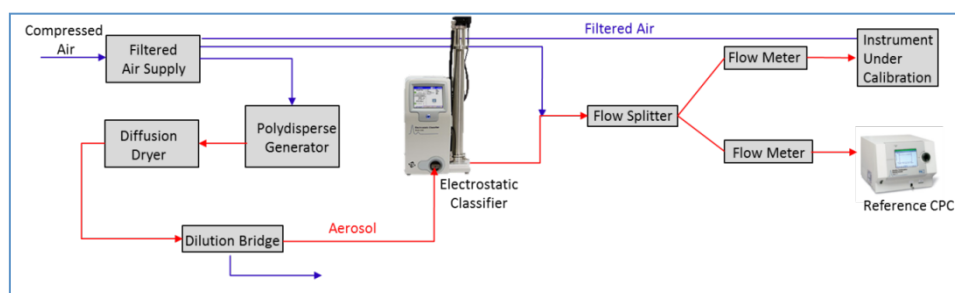 Compressed
Air
Filtered
Air Supply
Filtered Air
Instrument
Under
Calibration
Flow Meter
Flow Splitter
Polydisperse
Generator
Diffusion
Dryer
Flow Meter
Electrostatic
Classifier
Reference CPC
Aerosol
Dilution Bridge